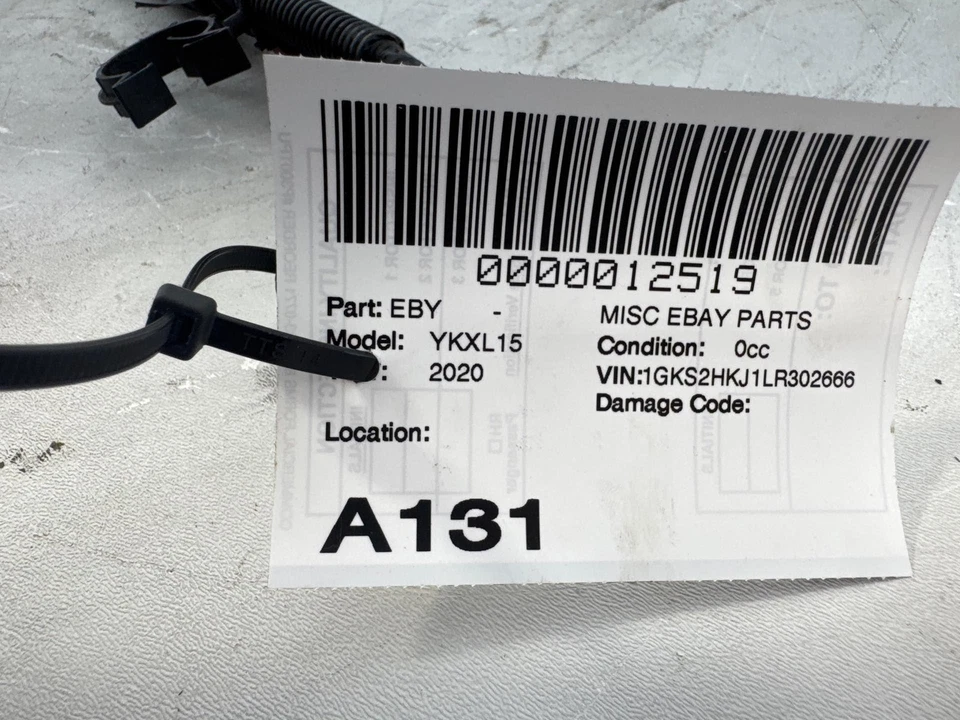 0000012519
Part: EBY - MISC EBAY PARTS
Model: YKXL15 Condition: 0cc
: 2020 VIN:1GKS2HKJ1LR302666
Damage Code:
Location:
A131